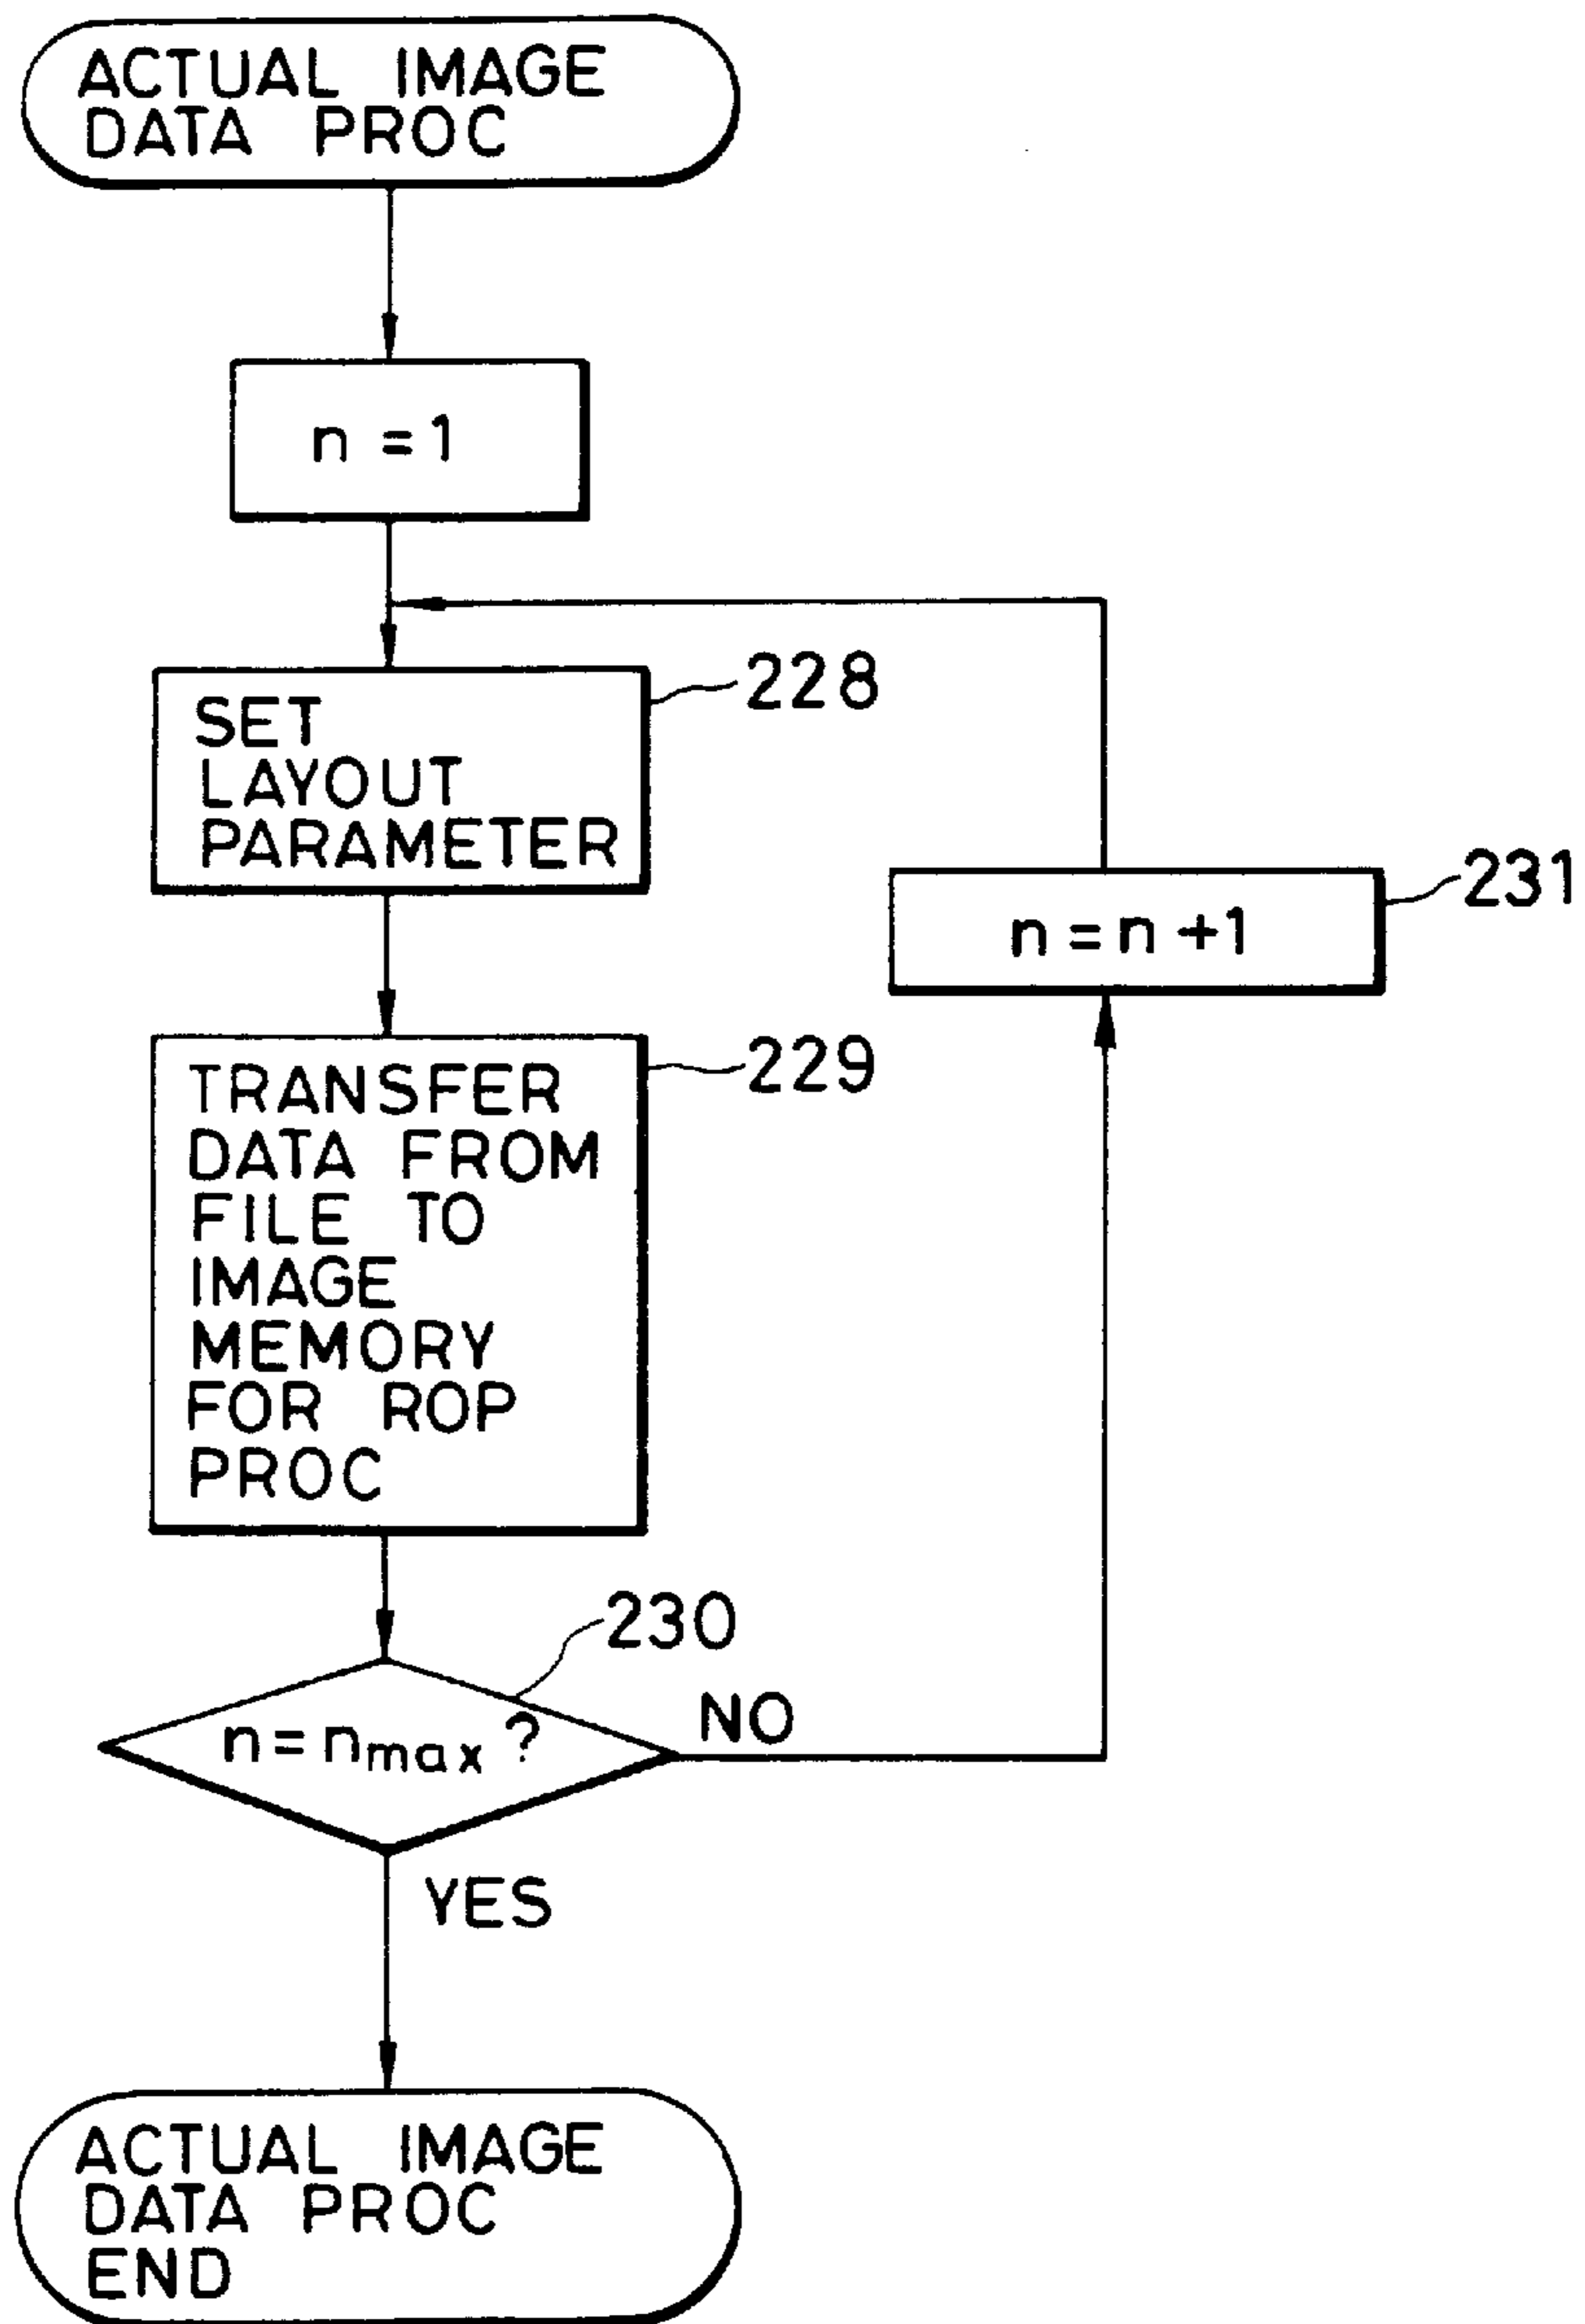 ACTUAL IMAGE
DATA PROC
n = 1
228
SET
LAYOUT
PARAMETER
231
n = n + 1
229
TRANSFER
DATA FROM
FILE TO
IMAGE
MEMORY
FOR ROP
PROC
230
n = nmax ?
NO
YES
ACTUAL IMAGE
DATA PROC
END